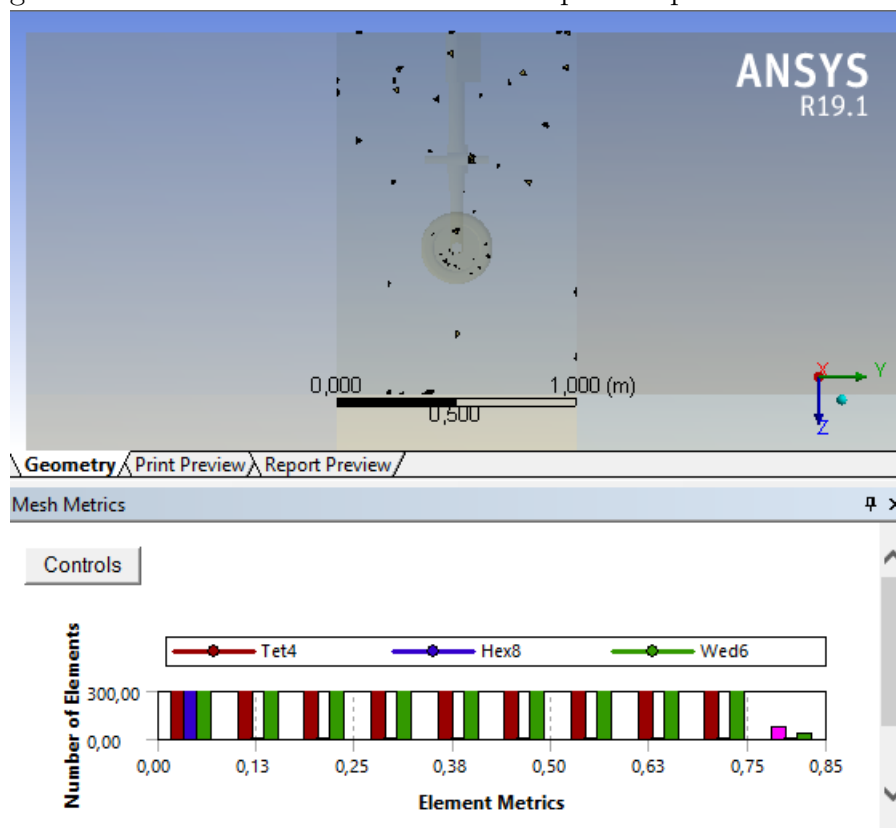 ANSYS
R19.1
0,000 1,000 (m)
0,500
X Y
Z
Geometry Print Preview Report Preview
Mesh Metrics
Controls
Tet4 Hex8 Wed6
Number of Elements
300,00
0,00
0,00 0,13 0,25 0,38 0,50 0,63 0,75 0,85
Element Metrics